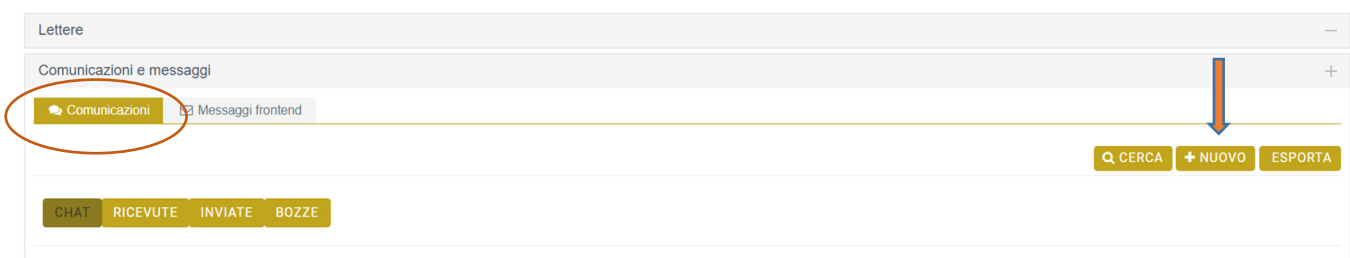 Lettere
Comunicazioni e messaggi
Comunicazioni Messaggi frontend
CERCA NUOVO ESPORTA
CHAT RICEVUTE INVIATE BOZZE